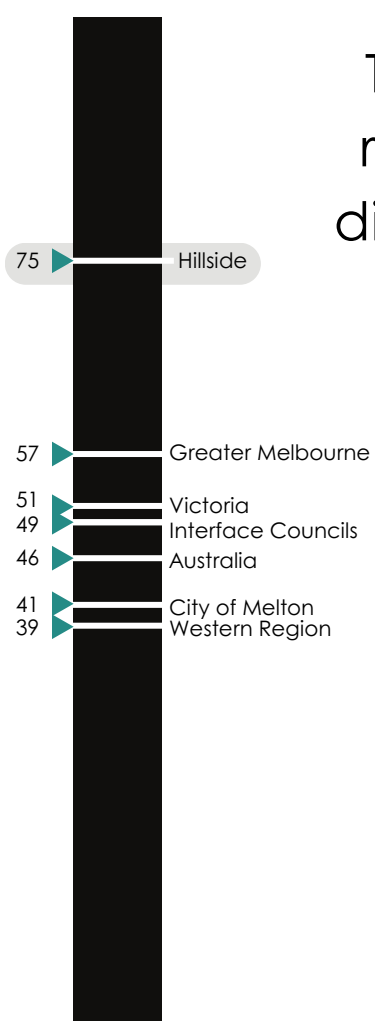 75 Hillside
57 Greater Melbourne
51 Victoria
49 Interface Councils
46 Australia
41 City of Melton
39 Western Region